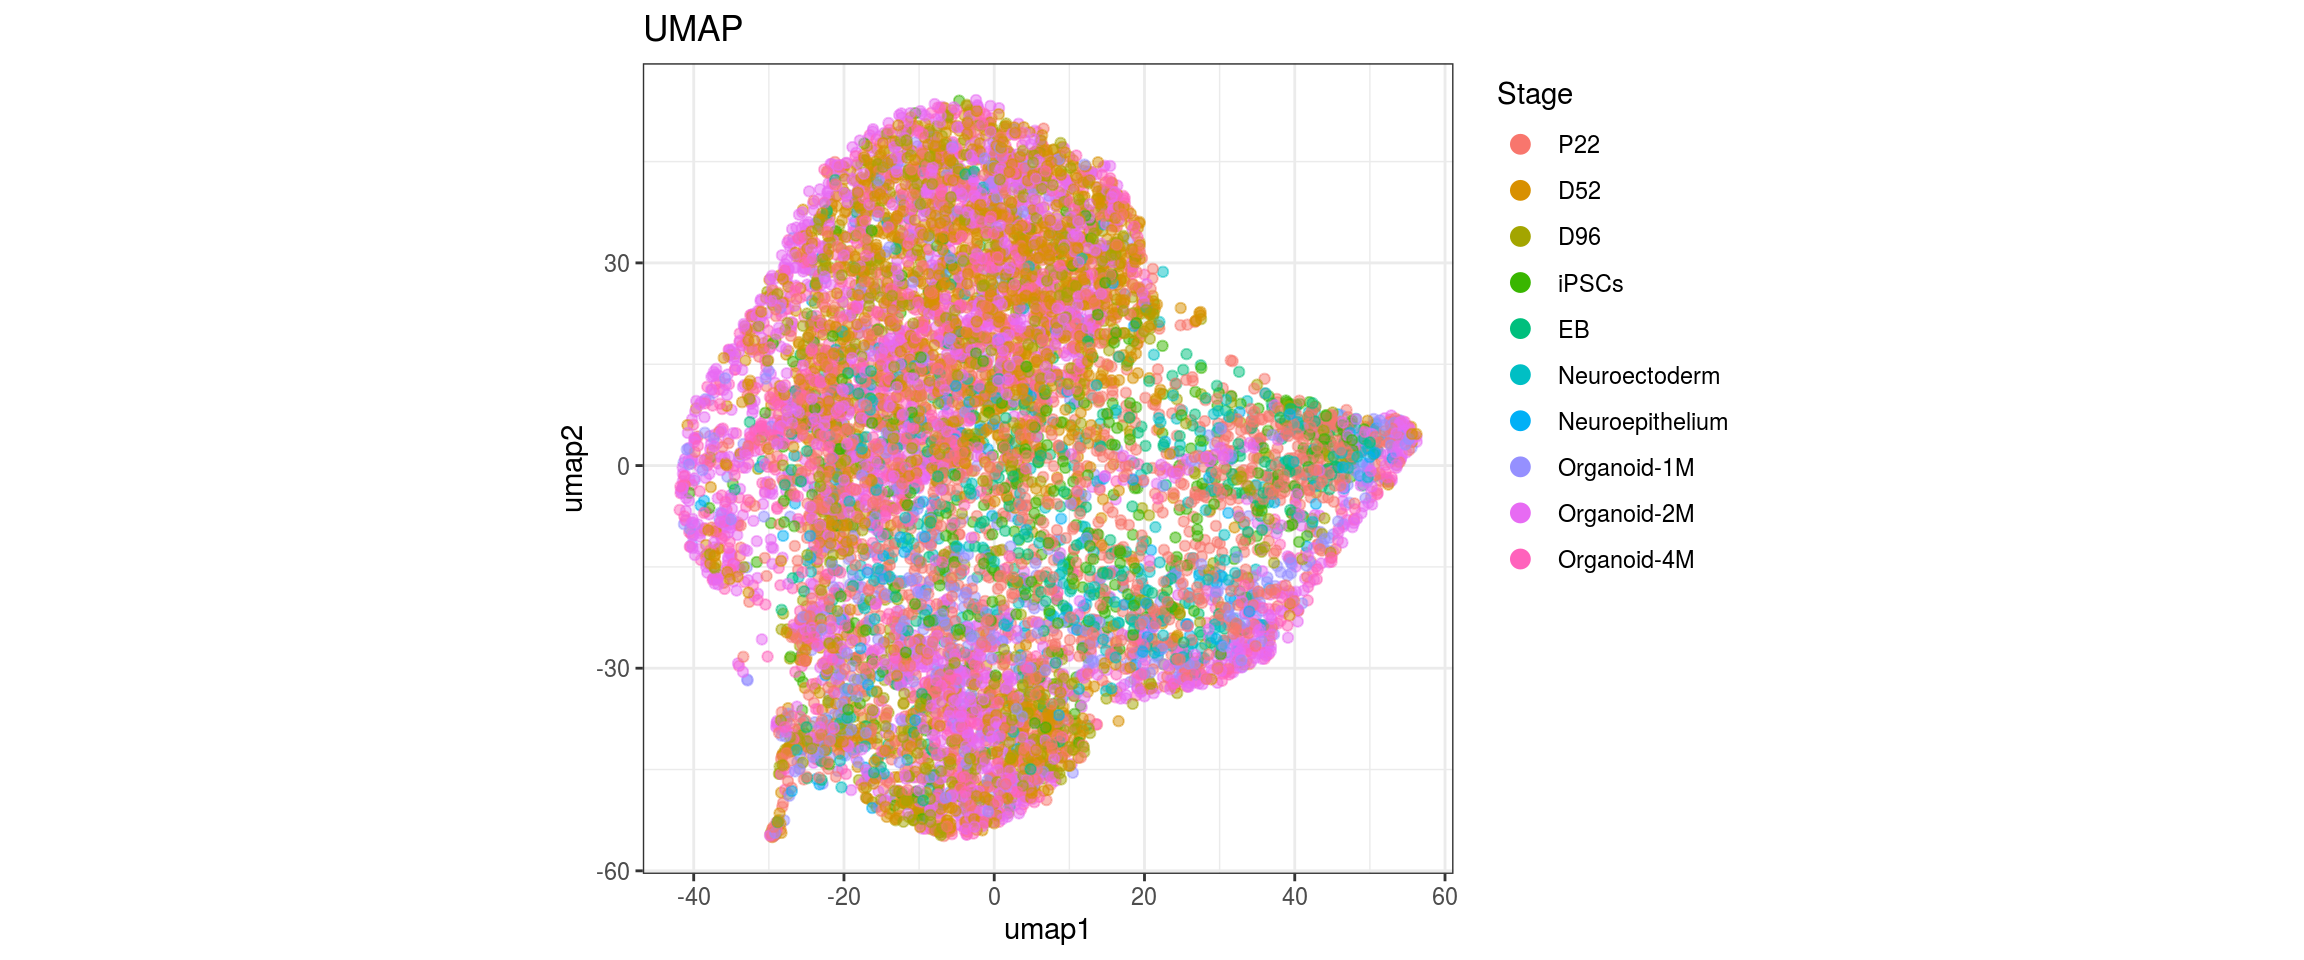 UMAP
umap2
30
0
-30
-60
-40
-20
0
20
40
60
umap1
Stage
P22
D52
D96
iPSCs
EB
Neuroectoderm
Neuroepithelium
Organoid-1M
Organoid-2M
Organoid-4M